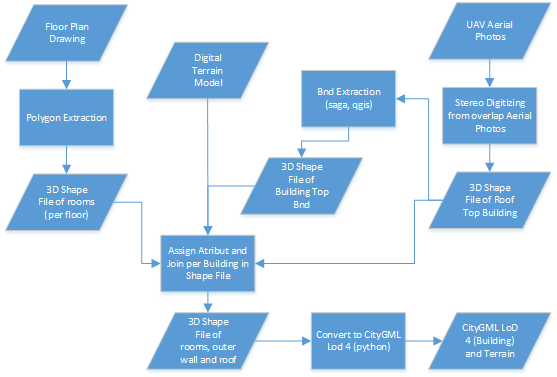 Floor Plan
Drawing
Digital
Terrain
Model
UAV Aerial
Photos
Bnd Extraction
(saga, qgis)
Polygon Extraction
Stereo Digitizing
from overlap Aerial
Photos
3D Shape
File of rooms
(per floor)
3D Shape
File of
Building Top
Bnd
3D Shape
File of Roof
Top Building
Assign Atribut and
Join per Building in
Shape File
3D Shape
File of
rooms, outer
wall and roof
Convert to CityGML
Lod 4 (python)
CityGML LoD
4 (Building)
and Terrain